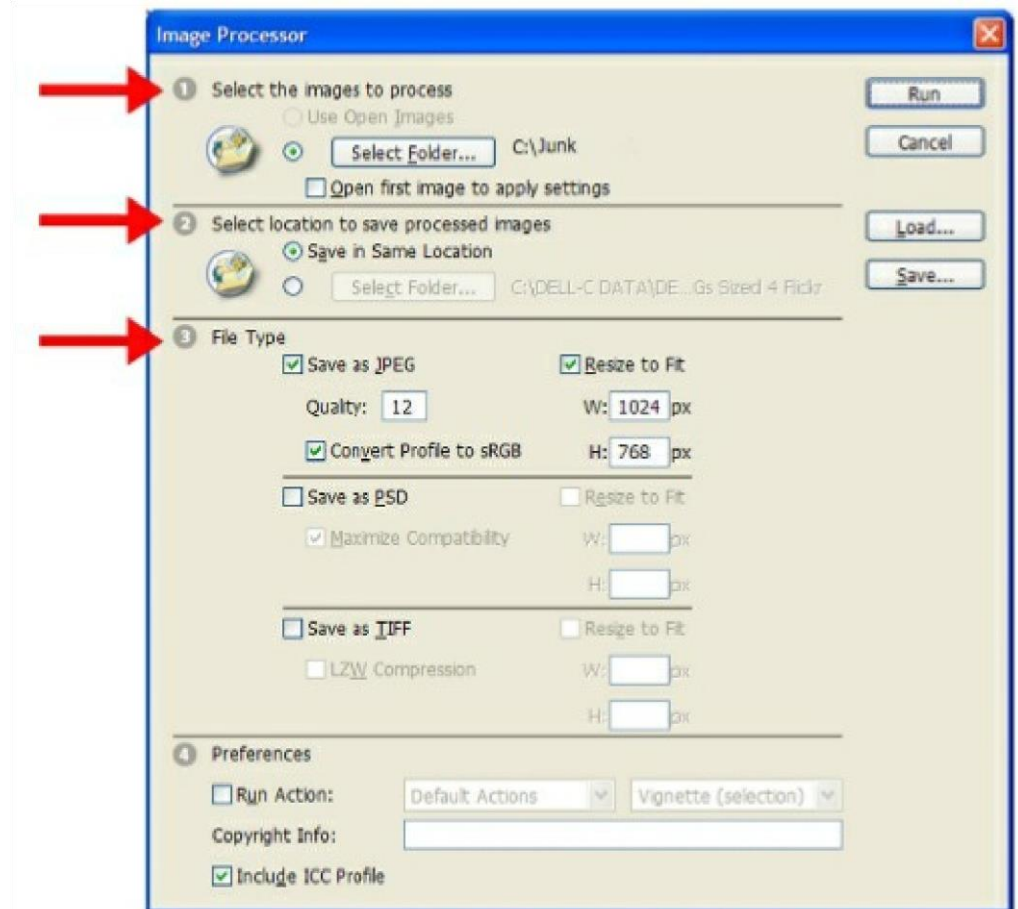 Image Processor
1 Select the images to process
Run
Use Open Images
Select Folder... C:\Junk
Cancel
Open first image to apply settings
2 Select location to save processed images
Load...
Save in Same Location
Select Folder... C:\DELL-C DATA\DE...Gs Sized 4 Flickr
Save...
3 File Type
Save as JPEG Resize to Fit
Quality: 12 W: 1024 px
Convert Profile to sRGB H: 768 px
Save as PSD Resize to Fit
Maximize Compatibility W: px
H: px
Save as TIFF Resize to Fit
LZW Compression W: px
H: px
4 Preferences
Run Action: Default Actions Vignette (selection)
Copyright Info:
Include ICC Profile